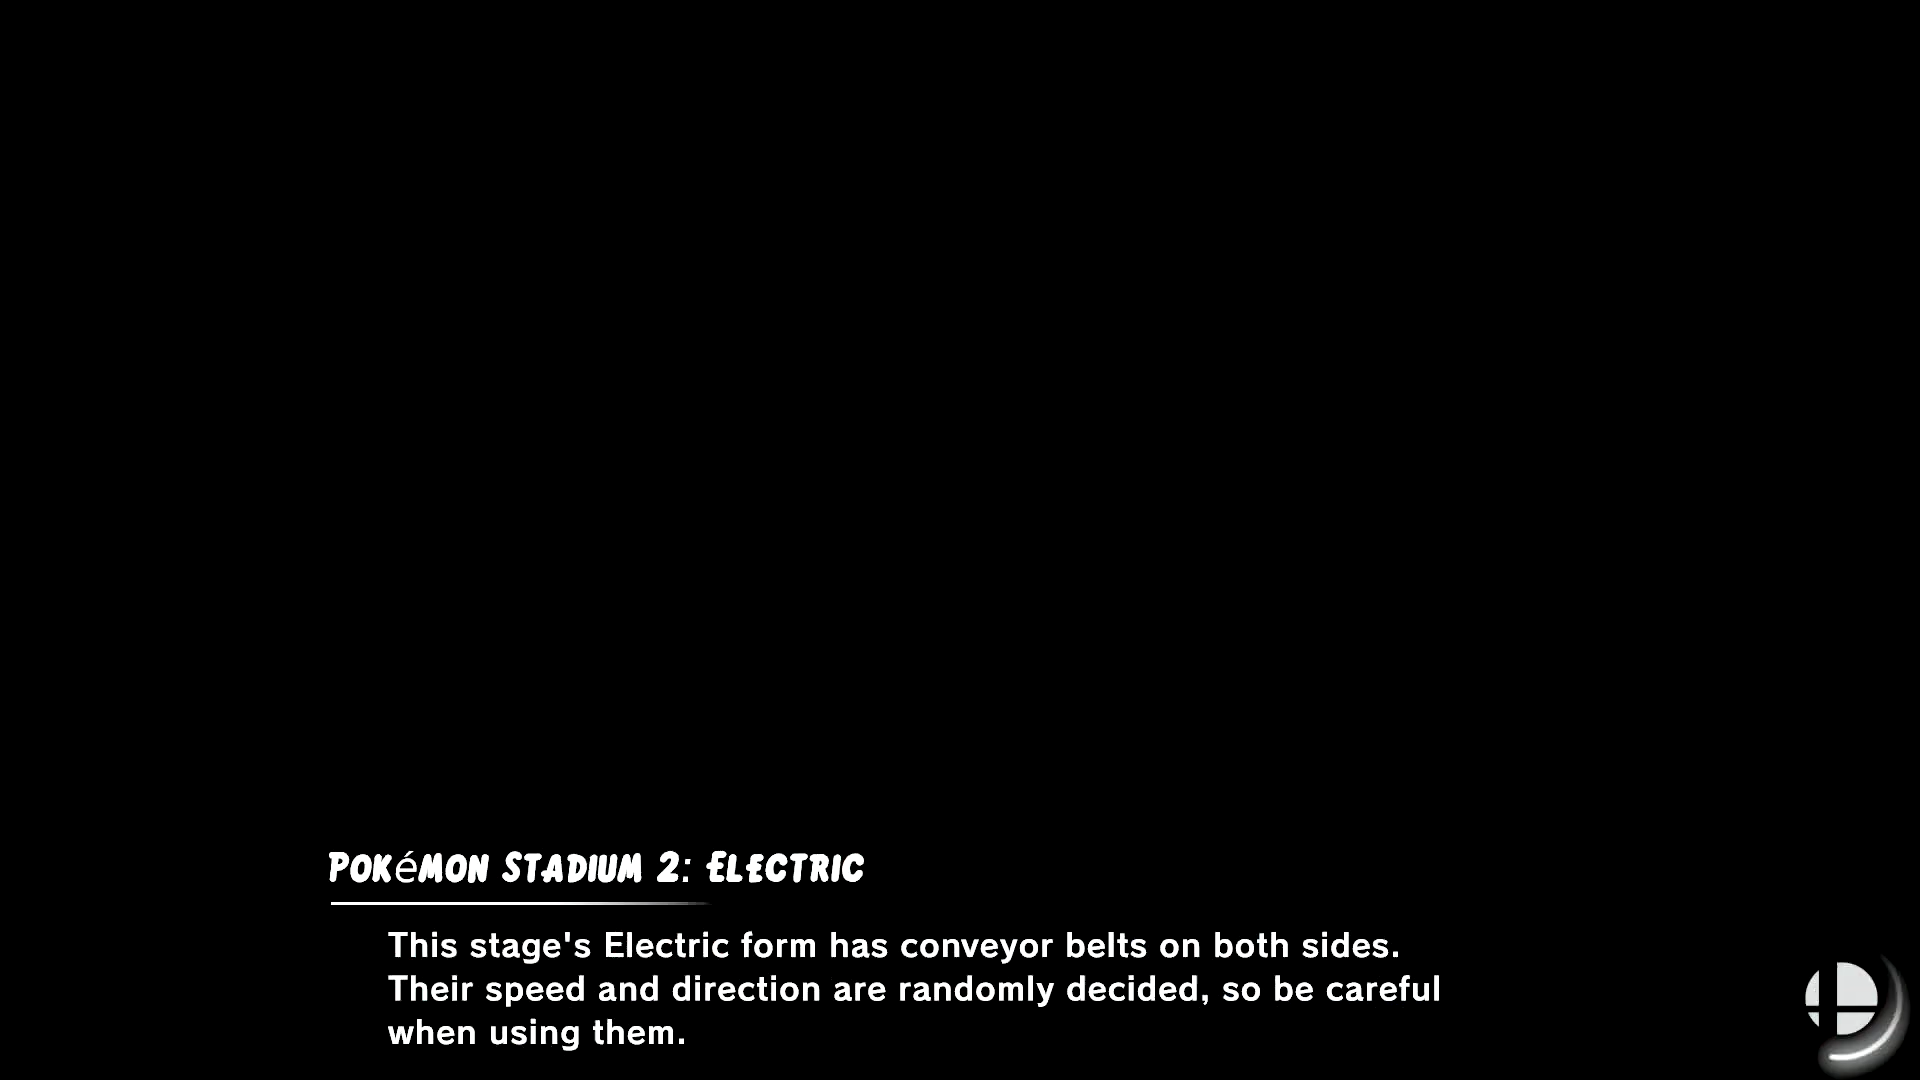 Pokémon Stadium 2: Electric
This stage's Electric form has conveyor belts on both sides.
Their speed and direction are randomly decided, so be careful
when using them.